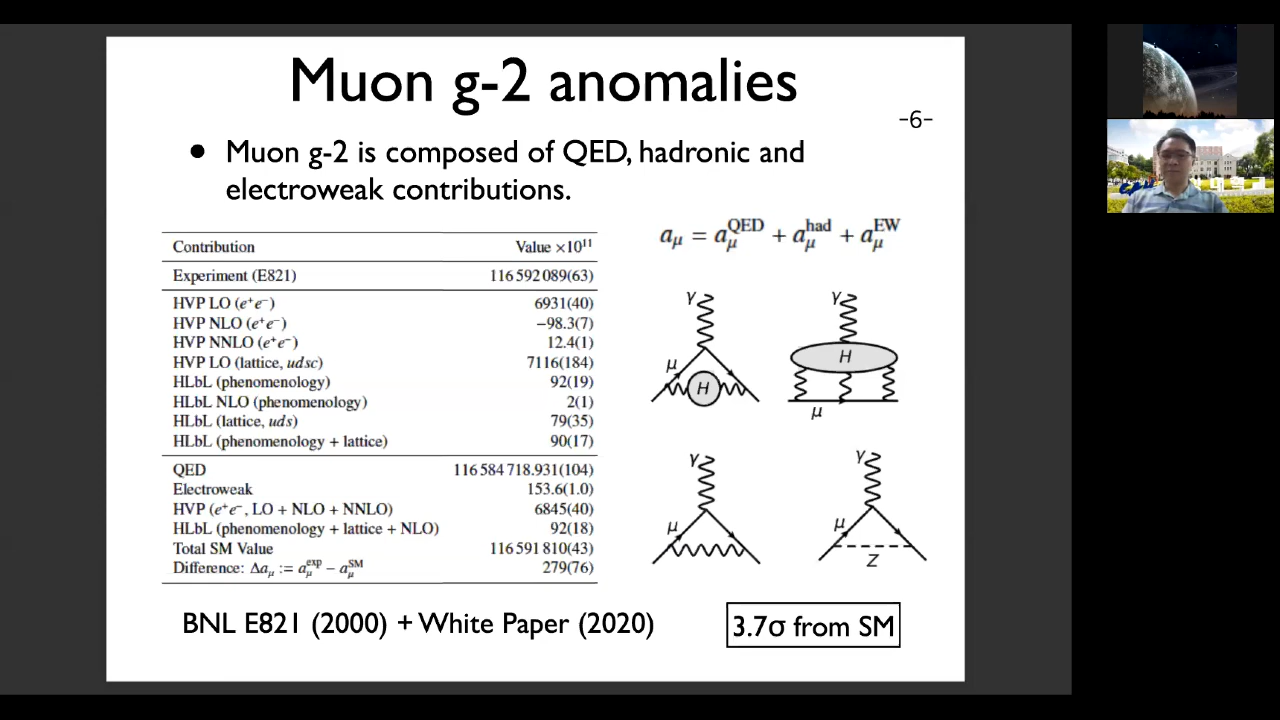 Muon g-2 anomalies
-6-
● Muon g-2 is composed of QED, hadronic and
electroweak contributions.
aμ = aμ^QED + aμ^had + aμ^EW
Contribution Value ×10¹¹
Experiment (E821) 116 592 089(63)
HVP LO (e⁺e⁻) 6931(40)
HVP NLO (e⁺e⁻) −98.3(7)
HVP NNLO (e⁺e⁻) 12.4(1)
HVP LO (lattice, udsc) 7116(184)
HLbL (phenomenology) 92(19)
HLbL NLO (phenomenology) 2(1)
HLbL (lattice, uds) 79(35)
HLbL (phenomenology + lattice) 90(17)
QED 116 584 718.931(104)
Electroweak 153.6(1.0)
HVP (e⁺e⁻, LO + NLO + NNLO) 6845(40)
HLbL (phenomenology + lattice + NLO) 92(18)
Total SM Value 116 591 810(43)
Difference: Δaμ := aμ^exp − aμ^SM 279(76)
γ
μ
H
γ
H
μ
γ
μ
γ
μ
Z
BNL E821 (2000) + White Paper (2020)
3.7σ from SM